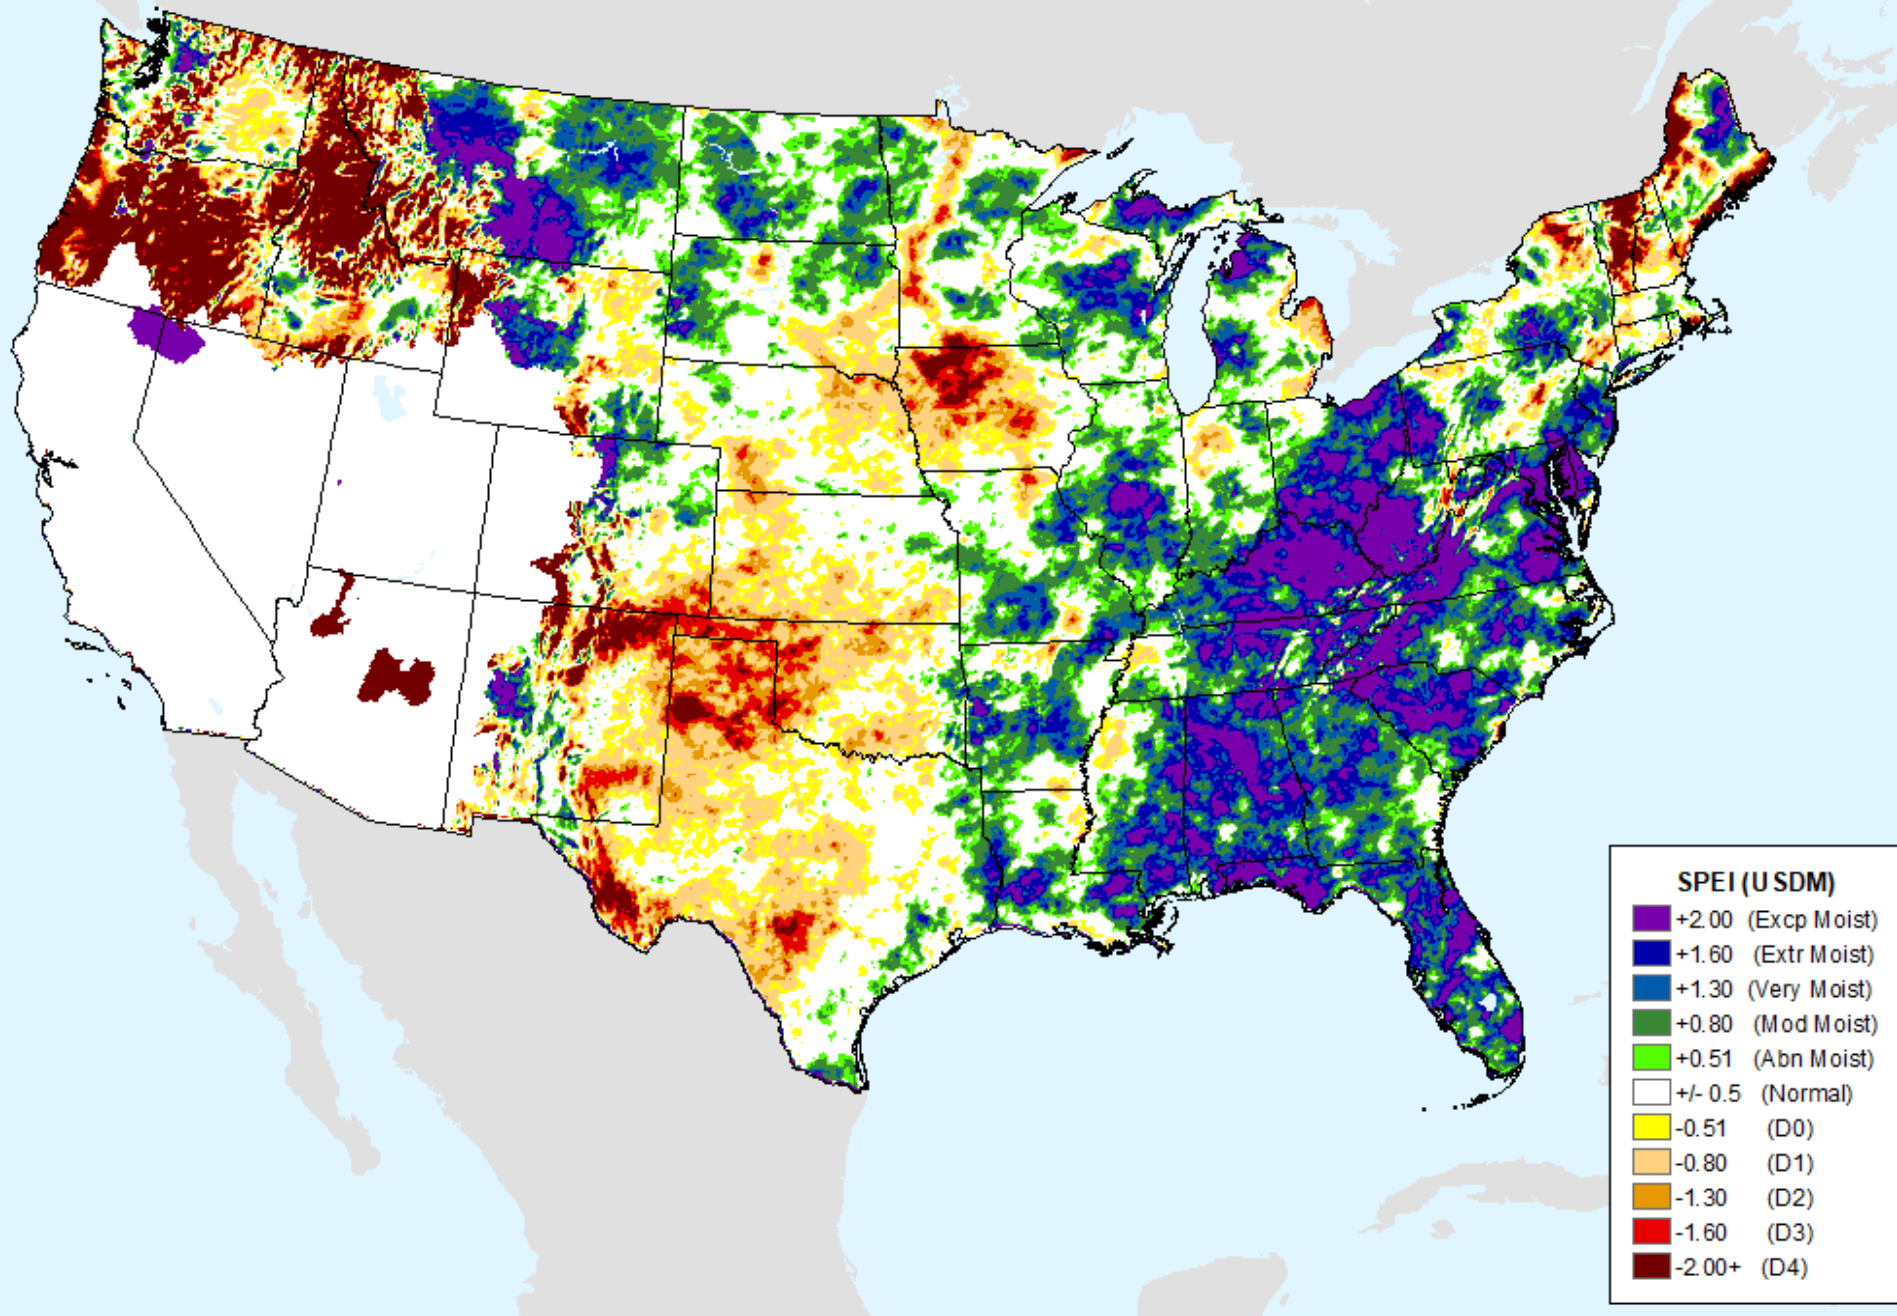 SPEI (USDM)
+2.00 (Excp Moist)
+1.60 (Extr Moist)
+1.30 (Very Moist)
+0.80 (Mod Moist)
+0.51 (Abn Moist)
+/- 0.5 (Normal)
-0.51 (D0)
-0.80 (D1)
-1.30 (D2)
-1.60 (D3)
-2.00+ (D4)